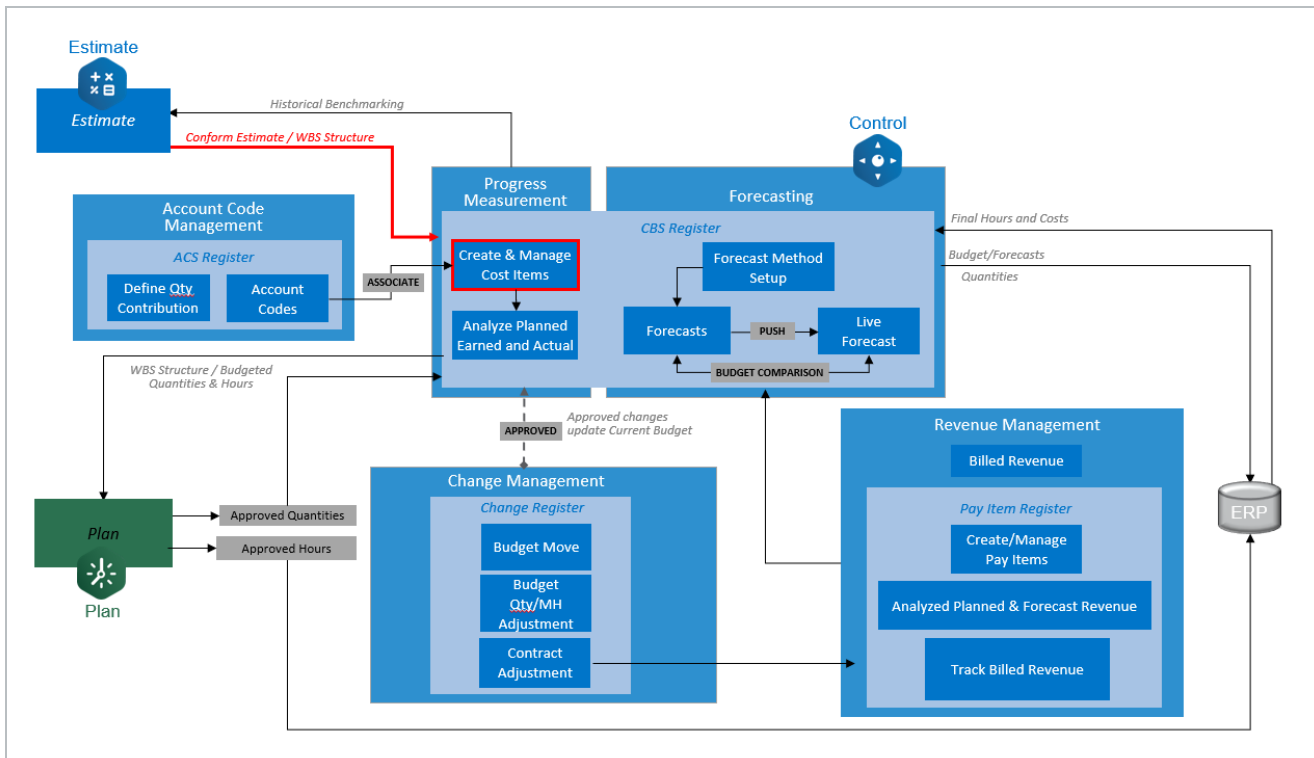 Estimate
Estimate
Historical Benchmarking
Conform Estimate / WBS Structure
Control
Progress
Measurement
Forecasting
Account Code
Management
ACS Register
Define Qty
Contribution
Account
Codes
ASSOCIATE
CBS Register
Create & Manage
Cost Items
Analyze Planned
Earned and Actual
Forecast Method
Setup
Forecasts
PUSH
Live
Forecast
BUDGET COMPARISON
Final Hours and Costs
Budget/Forecasts
Quantities
WBS Structure / Budgeted
Quantities & Hours
APPROVED
Approved changes
update Current Budget
Revenue Management
Billed Revenue
Pay Item Register
Create/Manage
Pay Items
Analyzed Planned & Forecast Revenue
Track Billed Revenue
ERP
Change Management
Change Register
Budget Move
Budget
Qty/MH
Adjustment
Contract
Adjustment
Plan
Plan
Approved Quantities
Approved Hours